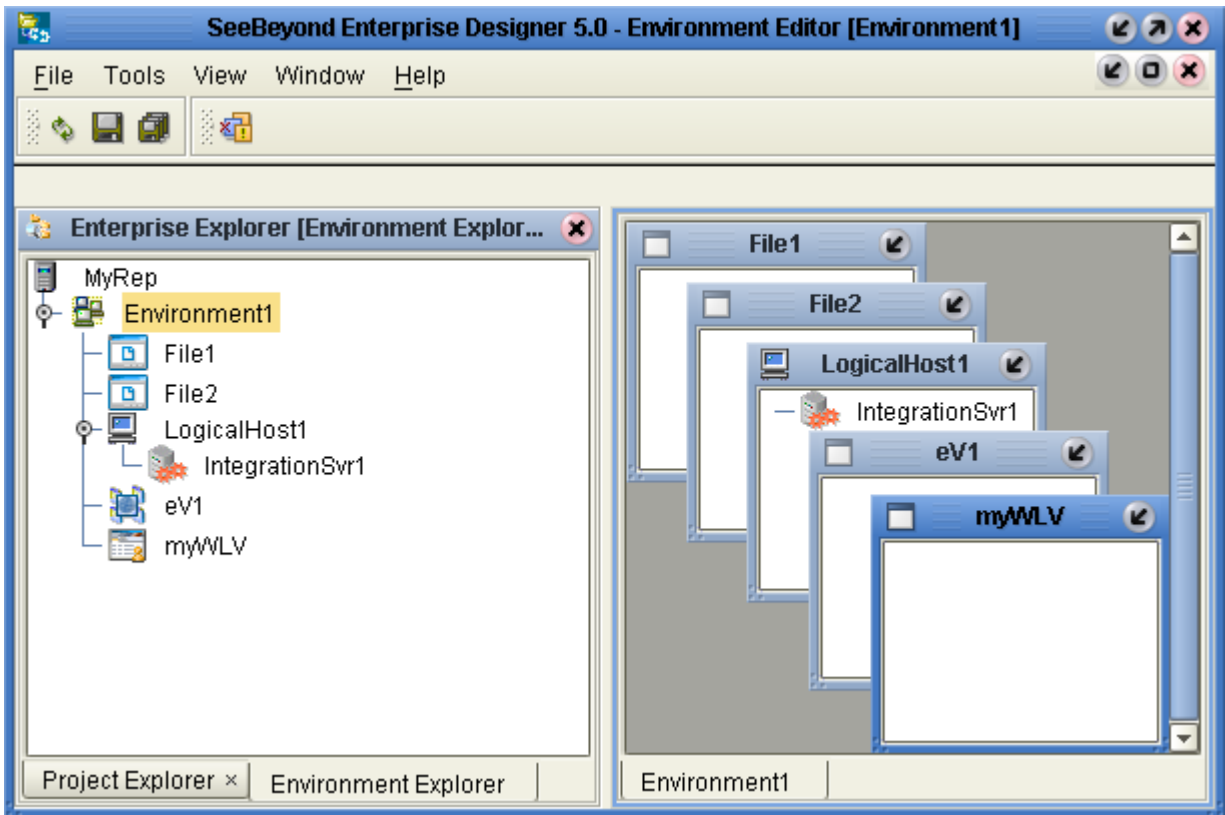 SeeBeyond Enterprise Designer 5.0 - Environment Editor [Environment1]
File Tools View Window Help
Enterprise Explorer [Environment Explor...
MyRep
Environment1
File1
File2
LogicalHost1
IntegrationSvr1
eV1
myWLV
Project Explorer × Environment Explorer
File1
File2
LogicalHost1
IntegrationSvr1
eV1
myWLV
Environment1